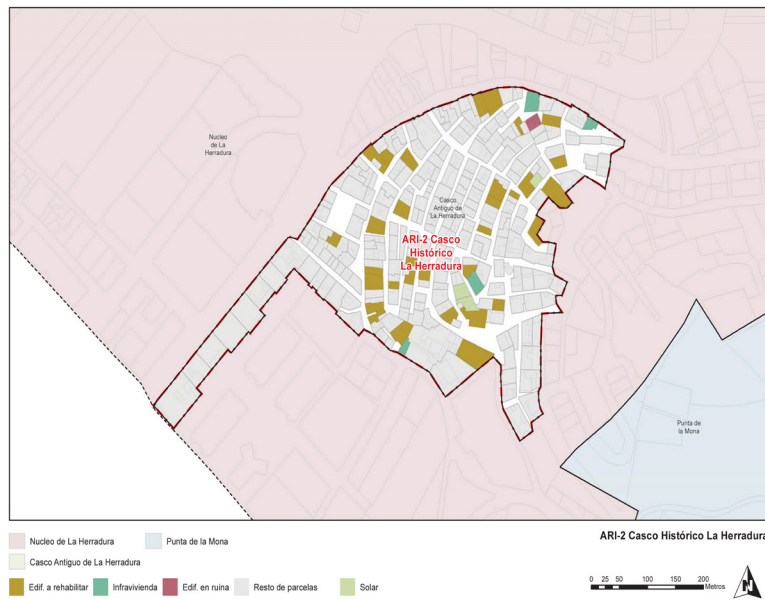 Nucleo
de La
Herradura
Casco
Antiguo de
La Herradura
ARI-2 Casco
Histórico
La Herradura
Punta de
la Mona
Nucleo de La Herradura
Punta de la Mona
Casco Antiguo de La Herradura
Edif. a rehabilitar
Infravivienda
Edif. en ruina
Resto de parcelas
Solar
ARI-2 Casco Histórico La Herradura
0 25 50 100 150 200
Metros
N